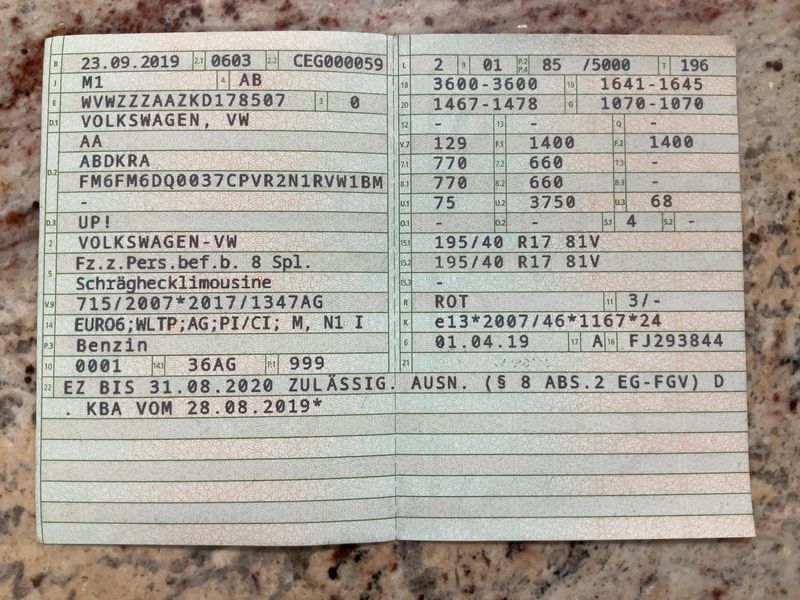 B 23.09.2019 2.1 0603 2.2 CEG000059
J M1 4 AB
E WVWZZZAAZKD178507 3 0
D.1 VOLKSWAGEN, VW
AA
D.2 ABDKRA
FM6FM6DQ0037CPVR2N1RVW1BM
-
D.3 UP!
2 VOLKSWAGEN-VW
5 Fz.z.Pers.bef.b. 8 Spl.
Schräghecklimousine
V.9 715/2007*2017/1347AG
14 EURO6;WLTP;AG;PI/CI; M, N1 I
P.3 Benzin
10 0001 14.1 36AG P.1 999
L 2 9 01 P.2 P.4 85 /5000 T 196
18 3600-3600 19 1641-1645
20 1467-1478 G 1070-1070
12 - 13 - Q -
V.7 129 F.1 1400 F.2 1400
7.1 770 7.2 660 7.3 -
8.1 770 8.2 660 8.3 -
U.1 75 U.2 3750 U.3 68
O.1 - O.2 - S.1 4 S.2 -
15.1 195/40 R17 81V
15.2 195/40 R17 81V
15.3 -
R ROT 11 3/-
K e13*2007/46*1167*24
6 01.04.19 17 A 16 FJ293844
21
22 EZ BIS 31.08.2020 ZULÄSSIG. AUSN. (§ 8 ABS.2 EG-FGV) D
. KBA VOM 28.08.2019*